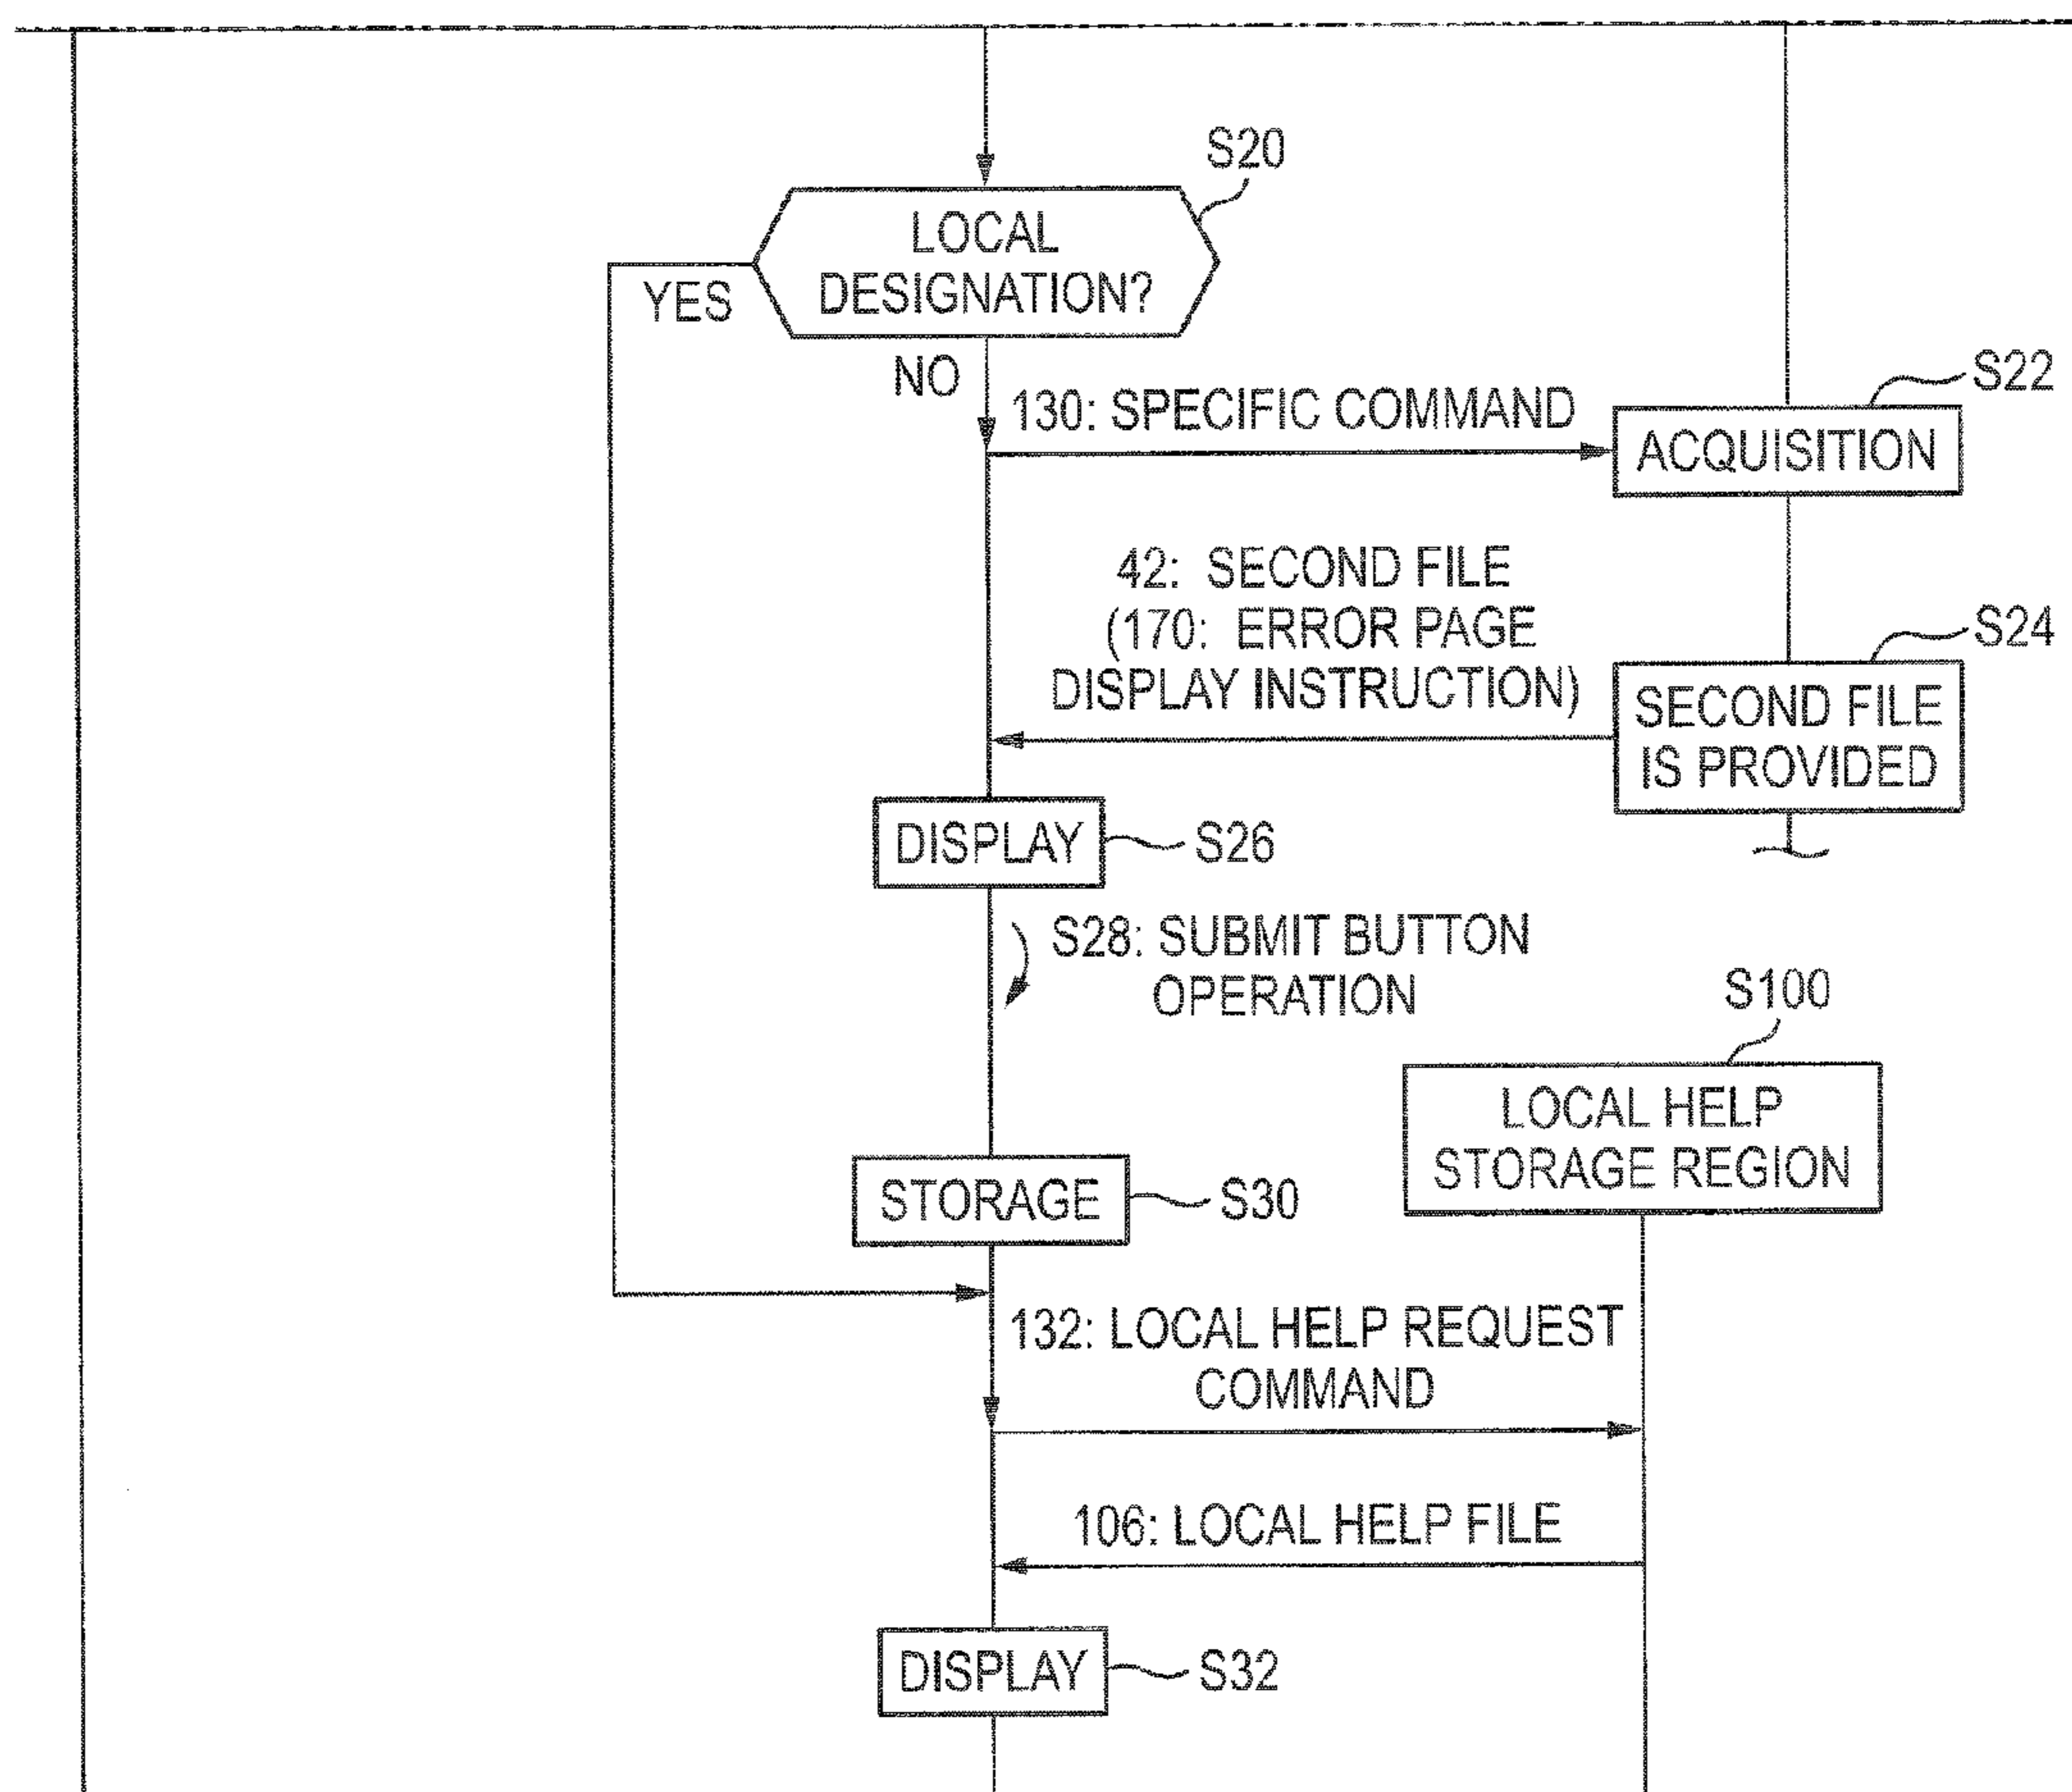 S20
LOCAL
DESIGNATION?
YES
NO
S22
130: SPECIFIC COMMAND
ACQUISITION
42: SECOND FILE
(170: ERROR PAGE
DISPLAY INSTRUCTION)
S24
SECOND FILE
IS PROVIDED
DISPLAY
S26
S28: SUBMIT BUTTON
OPERATION
S100
LOCAL HELP
STORAGE REGION
STORAGE
S30
132: LOCAL HELP REQUEST
COMMAND
106: LOCAL HELP FILE
DISPLAY
S32